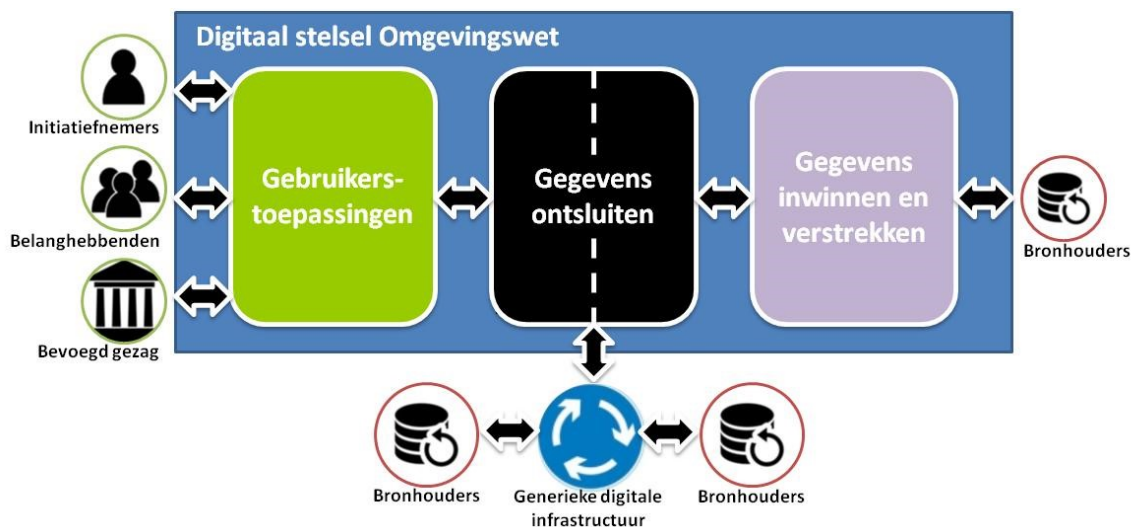 Digitaal stelsel Omgevingswet
Initiatiefnemers
Belanghebbenden
Bevoegd gezag
Gebruikers-
toepassingen
Gegevens
ontsluiten
Gegevens
inwinnen en
verstrekken
Bronhouders
Bronhouders
Generieke digitale
infrastructuur
Bronhouders